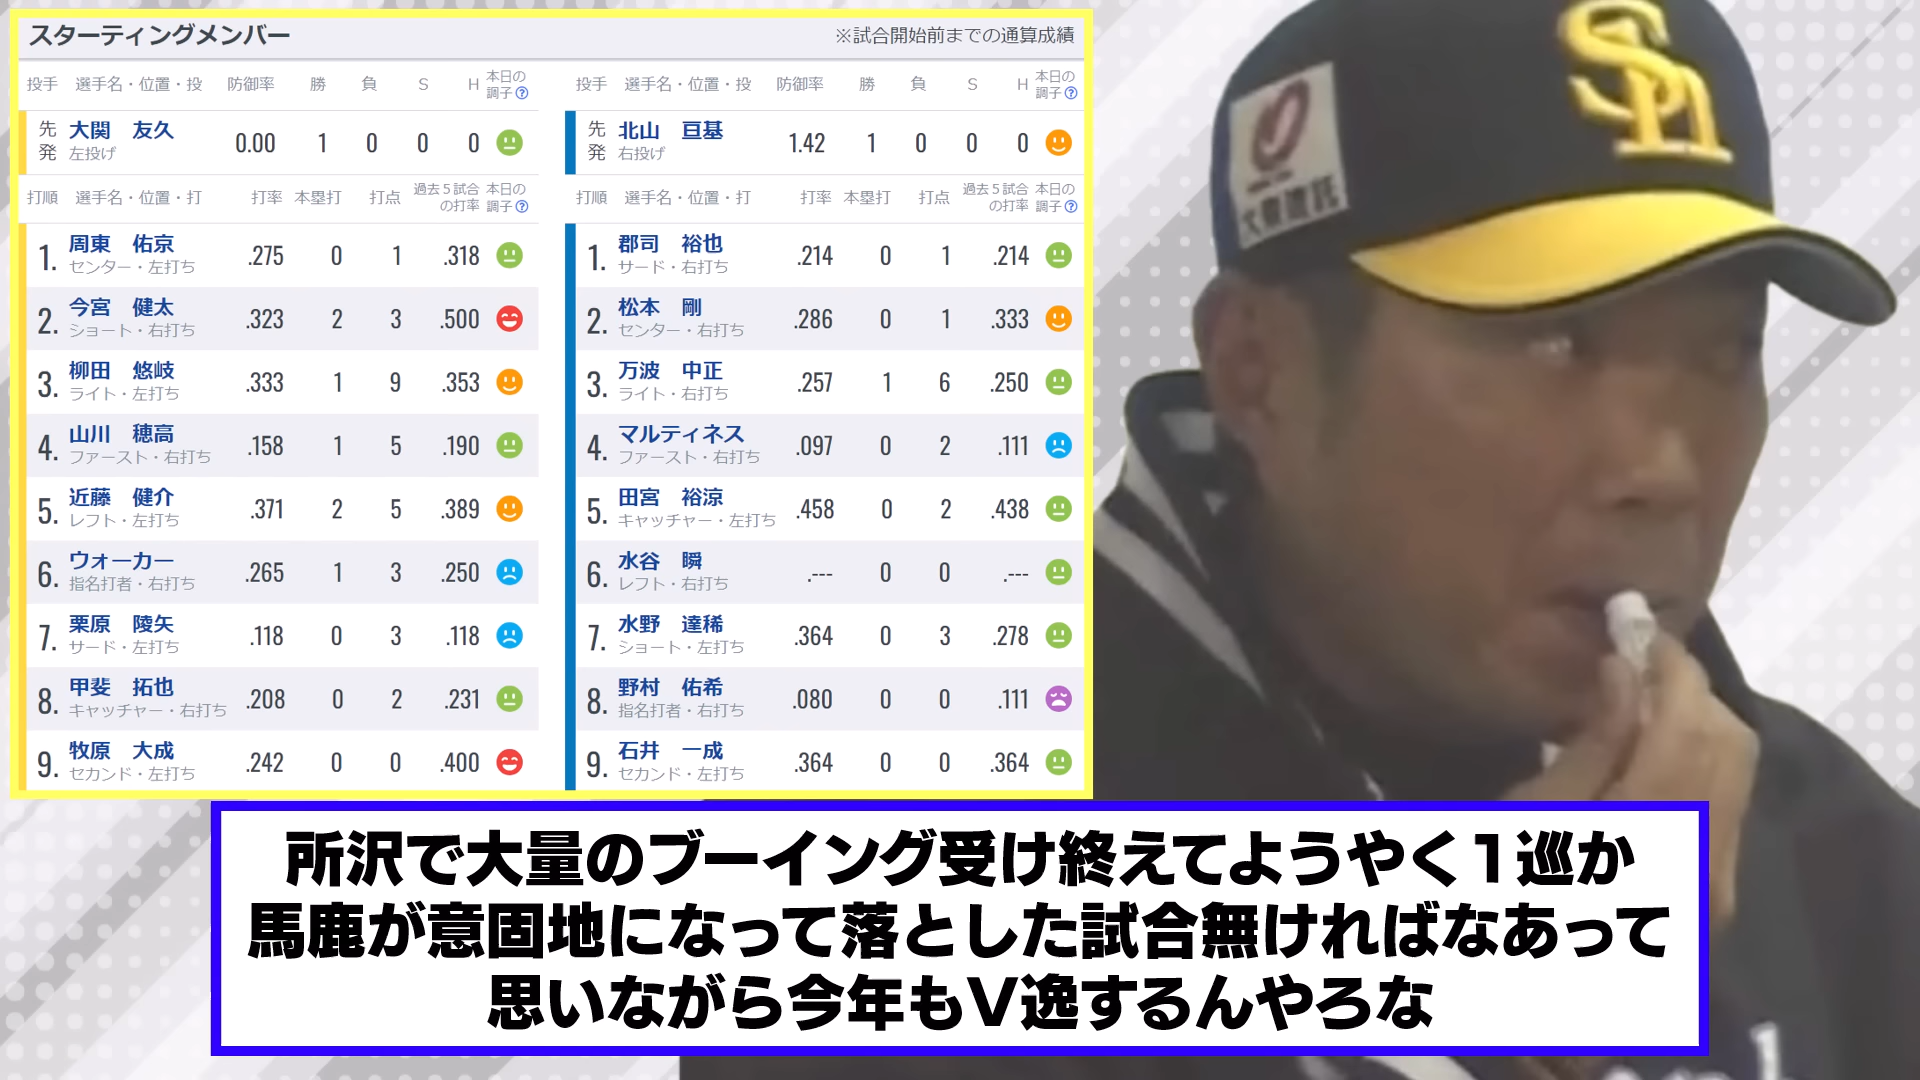 スターティングメンバー ※試合開始前までの通算成績
投手 選手名・位置・投 防御率 勝 負 S H 本日の調子?
先発 大関 友久 左投げ 0.00 1 0 0 0
打順 選手名・位置・打 打率 本塁打 打点 過去5試合の打率 本日の調子?
1. 周東 佑京 センター・左打ち .275 0 1 .318
2. 今宮 健太 ショート・右打ち .323 2 3 .500
3. 柳田 悠岐 ライト・左打ち .333 1 9 .353
4. 山川 穂高 ファースト・右打ち .158 1 5 .190
5. 近藤 健介 レフト・左打ち .371 2 5 .389
6. ウォーカー 指名打者・右打ち .265 1 3 .250
7. 栗原 陵矢 サード・左打ち .118 0 3 .118
8. 甲斐 拓也 キャッチャー・右打ち .208 0 2 .231
9. 牧原 大成 セカンド・左打ち .242 0 0 .400
投手 選手名・位置・投 防御率 勝 負 S H 本日の調子?
先発 北山 亘基 右投げ 1.42 1 0 0 0
打順 選手名・位置・打 打率 本塁打 打点 過去5試合の打率 本日の調子?
1. 郡司 裕也 サード・右打ち .214 0 1 .214
2. 松本 剛 センター・右打ち .286 0 1 .333
3. 万波 中正 ライト・右打ち .257 1 6 .250
4. マルティネス ファースト・右打ち .097 0 2 .111
5. 田宮 裕涼 キャッチャー・左打ち .458 0 2 .438
6. 水谷 瞬 レフト・右打ち .--- 0 0 .---
7. 水野 達稀 ショート・左打ち .364 0 3 .278
8. 野村 佑希 指名打者・右打ち .080 0 0 .111
9. 石井 一成 セカンド・左打ち .364 0 0 .364
SH
所沢で大量のブーイング受け終えてようやく1巡か
馬鹿が意固地になって落とした試合無ければなあって
思いながら今年もV逸するんやろな